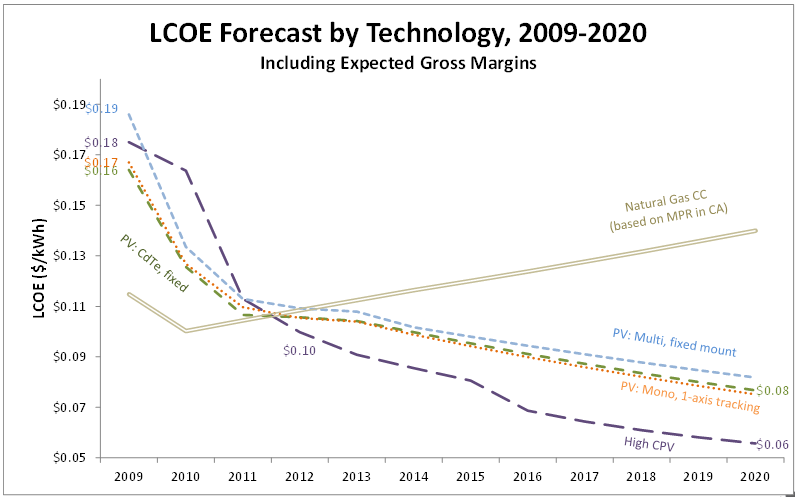 LCOE Forecast by Technology, 2009-2020
Including Expected Gross Margins
LCOE ($/kWh)
$0.19
$0.17
$0.15
$0.13
$0.11
$0.09
$0.07
$0.05
$0.19
$0.18
$0.17
$0.16
PV: CdTe, fixed
Natural Gas CC
(based on MPR in CA)
$0.10
PV: Multi, fixed mount
$0.08
PV: Mono, 1-axis tracking
High CPV
$0.06
2009 2010 2011 2012 2013 2014 2015 2016 2017 2018 2019 2020